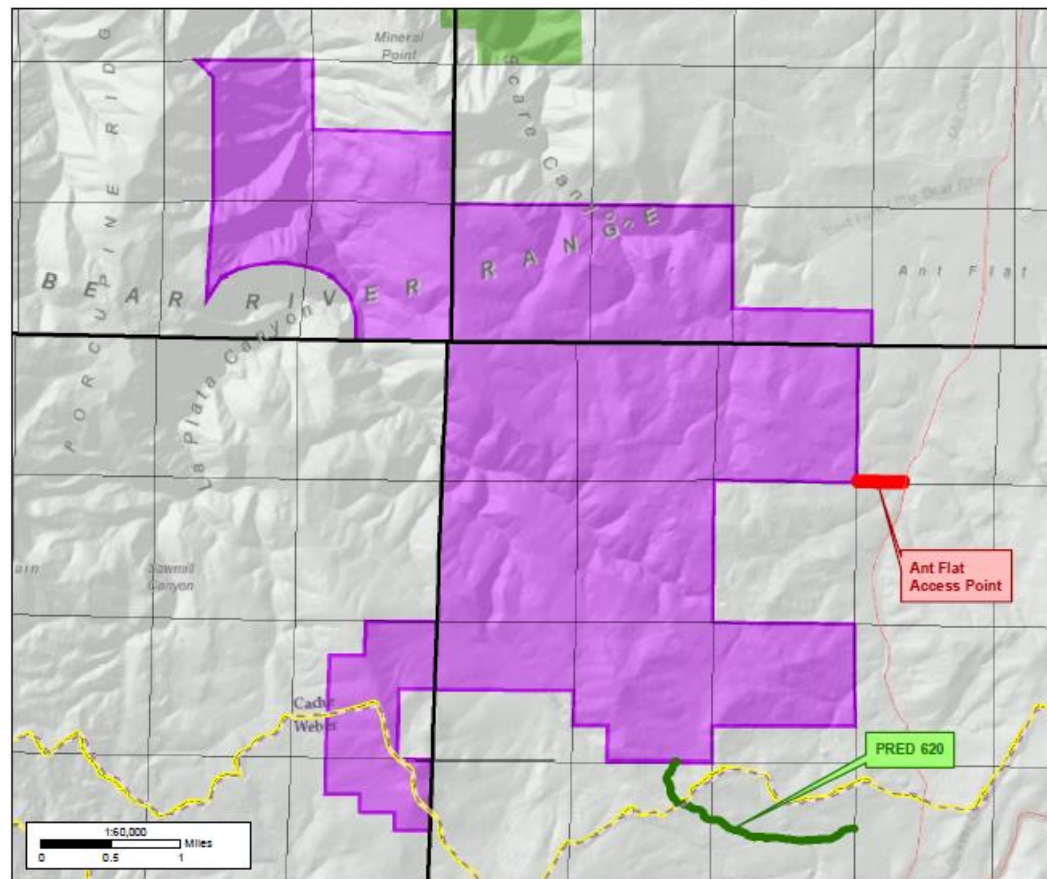 Mineral
Point
Scare Canyon
PORCUPINE RIDGE
BEAR RIVER RANGE
Ant Flat
La Plata Canyon
Ant Flat
Access Point
Sawmill
Canyon
Cache
Weber
PRED 620
1:60,000
Miles
0 0.5 1